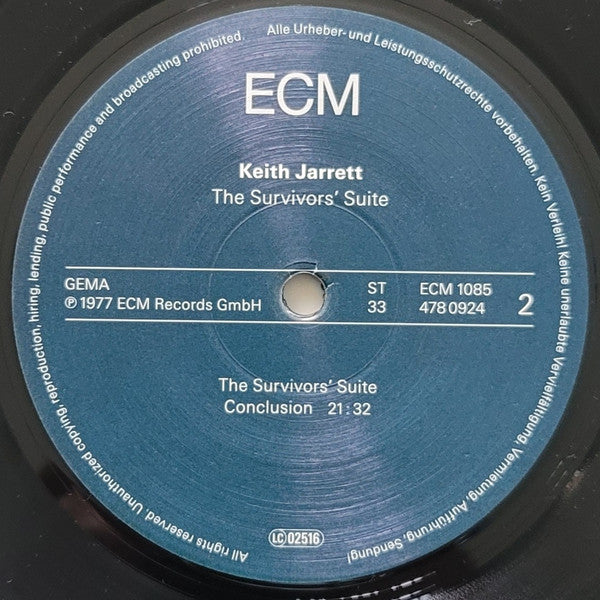 ECM
Keith Jarrett
The Survivors' Suite
GEMA
℗ 1977 ECM Records GmbH
ST
33
ECM 1085
478 0924
2
The Survivors' Suite
Conclusion 21:32
LC 02516
Alle Urheber- und Leistungsschutzrechte vorbehalten. Kein Verleih! Keine unerlaubte Vervielfältigung, Vermietung, Aufführung, Sendung!
All rights reserved. Unauthorized copying, reproduction, hiring, lending, public performance and broadcasting prohibited.